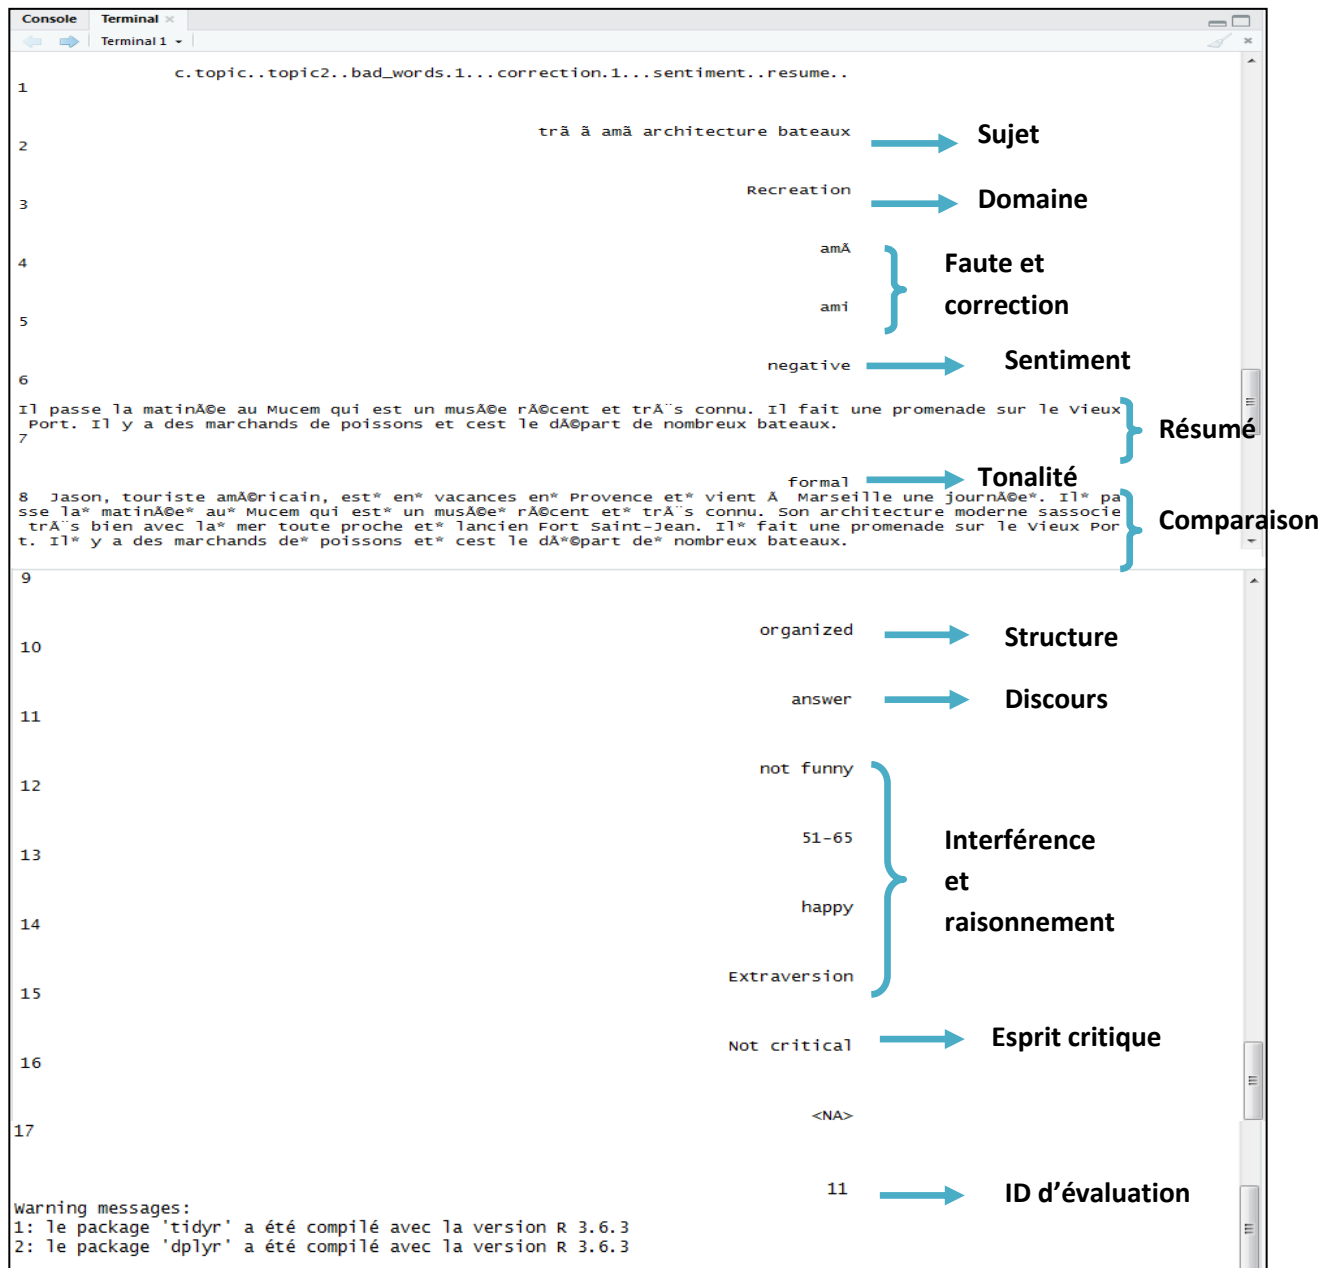 Console Terminal ×
Terminal 1
c.topic..topic2..bad_words.1...correction.1...sentiment..resume..
1
trã ã amã architecture bateaux Sujet
2
Recreation Domaine
3
amÃ
4
Faute et
ami correction
5
negative Sentiment
6
Il passe la matinÃ©e au Mucem qui est un musÃ©e rÃ©cent et trÃ¨s connu. Il fait une promenade sur le Vieux
Port. Il y a des marchands de poissons et cest le dÃ©part de nombreux bateaux. Résumé
7
formal Tonalité
8 Jason, touriste amÃ©ricain, est* en* vacances en* Provence et* vient Ã Marseille une journÃ©e*. Il* pa
sse la* matinÃ©e* au* Mucem qui est* un musÃ©e* rÃ©cent et* trÃ¨s connu. Son architecture moderne sassocie
trÃ¨s bien avec la* mer toute proche et* lancien Fort Saint-Jean. Il* fait une promenade sur le Vieux Por Comparaison
t. Il* y a des marchands de* poissons et* cest le dÃ*©part de* nombreux bateaux.
9
organized Structure
10
answer Discours
11
not funny
12
51-65 Interférence
13
et
happy raisonnement
14
Extraversion
15
Not critical Esprit critique
16
<NA>
17
11 ID d’évaluation
Warning messages:
1: le package 'tidyr' a été compilé avec la version R 3.6.3
2: le package 'dplyr' a été compilé avec la version R 3.6.3